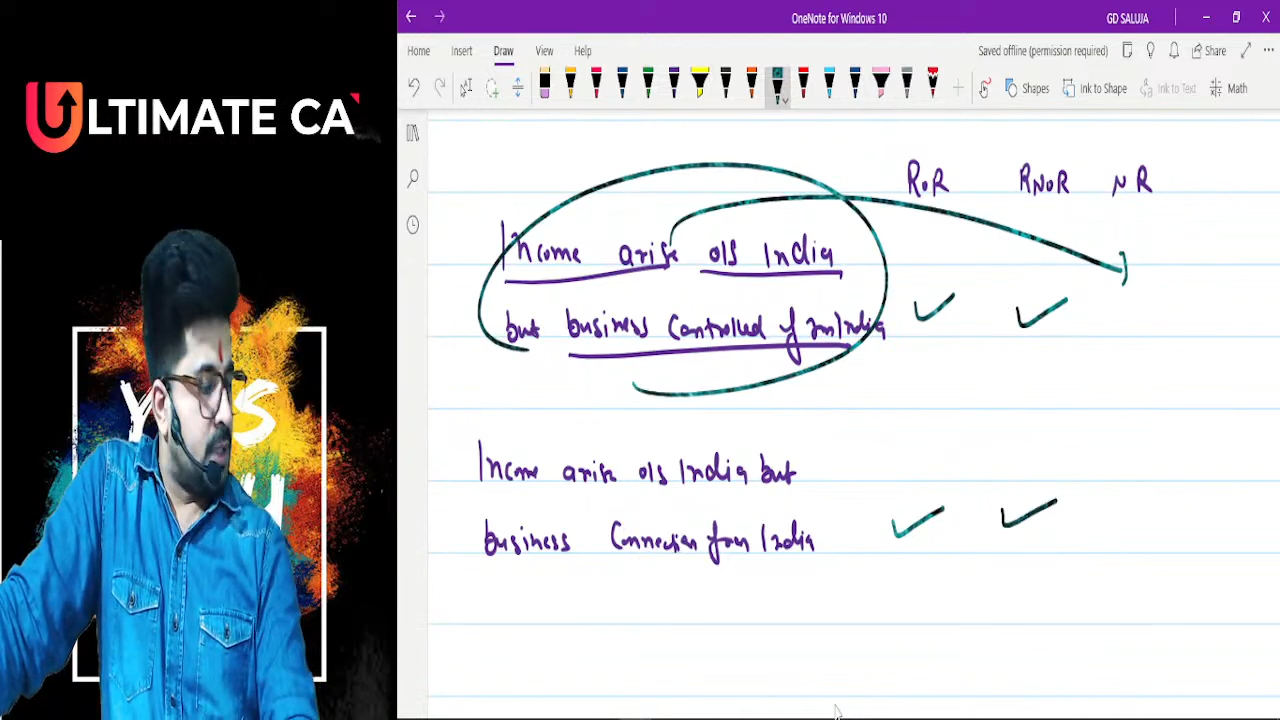 ULTIMATE CA
OneNote for Windows 10
GD SALUJA
Home Insert Draw View Help
Saved offline (permission required)
Share
Shapes
Ink to Shape
Ink to Text
Math
ROR RNOR NR
Income arise o/s India
but business Controlled f
Income arise o/s India but
business Connection from India